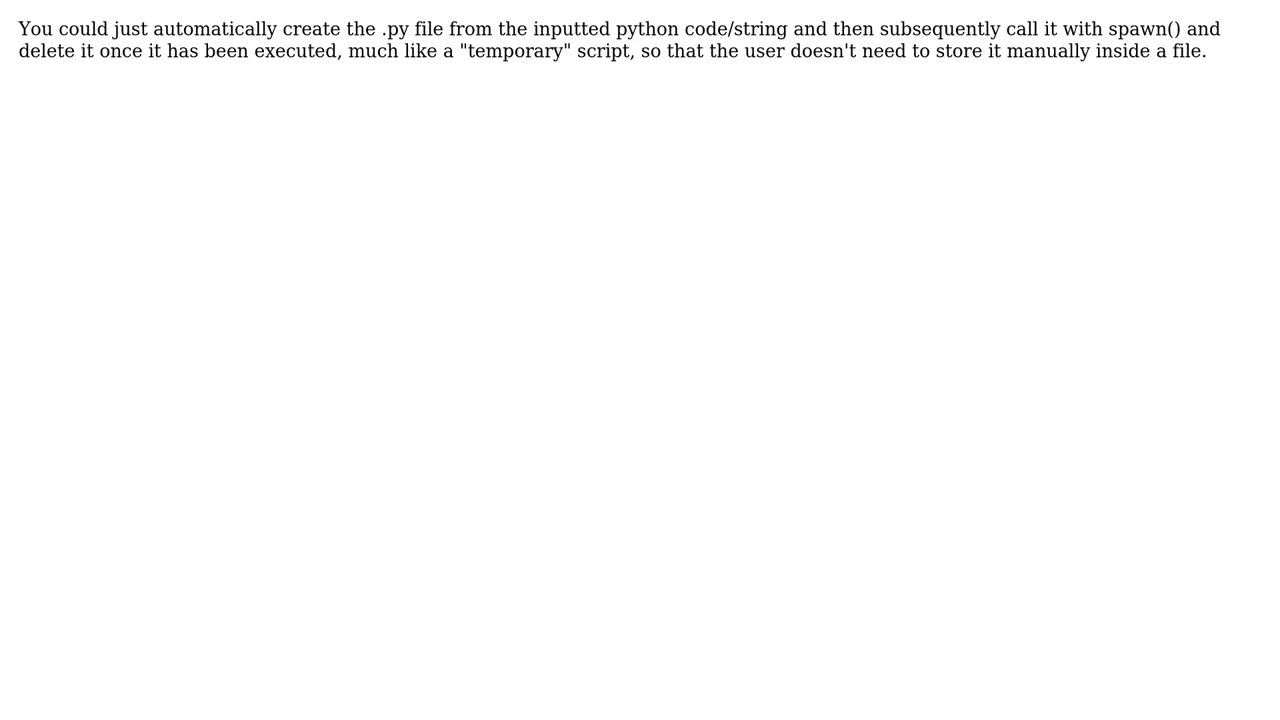 You could just automatically create the .py file from the inputted python code/string and then subsequently call it with spawn() and
delete it once it has been executed, much like a "temporary" script, so that the user doesn't need to store it manually inside a file.